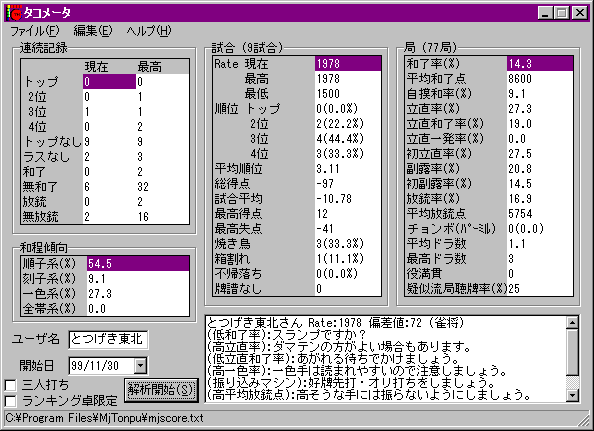 タコメータ
ファイル(F) 編集(E) ヘルプ(H)
連続記録
現在 最高
トップ 0 0
2位 0 1
3位 1 1
4位 0 2
トップなし 9 9
ラスなし 2 3
和了 0 2
無和了 6 32
放銃 0 2
無放銃 2 16
和程傾向
順子系(%) 54.5
刻子系(%) 9.1
一色系(%) 27.3
全帯系(%) 0.0
ユーザ名 とつげき東北
開始日 99/11/30
三人打ち
ランキング卓限定
解析開始(S)
試合 (9試合)
Rate 現在 1978
最高 1978
最低 1500
順位 トップ 0(0.0%)
2位 2(22.2%)
3位 4(44.4%)
4位 3(33.3%)
平均順位 3.11
総得点 -97
試合平均 -10.78
最高得点 12
最高失点 -41
焼き鳥 3(33.3%)
箱割れ 1(11.1%)
不帰落ち 0(0.0%)
牌譜なし 0
局 (77局)
和了率(%) 14.3
平均和了点 8600
自摸和率(%) 9.1
立直率(%) 27.3
立直和了率(%) 19.0
立直一発率(%) 0.0
初立直率(%) 27.5
副露率(%) 20.8
初副露率(%) 14.5
放銃率(%) 16.9
平均放銃点 5754
チョンボ(パーミル) 0(0.0)
平均ドラ数 1.1
最高ドラ数 3
役満貫 0
疑似流局聴牌率(%) 25
とつげき東北さん Rate:1978 偏差値:72 (雀将)
(低和了率):スランプですか?
(高立直率):ダマテンの方がよい場合もあります。
(低立直和了率):あがれる待ちでかけましょう。
(高一色率):一色手は読まれやすいので注意しましょう。
(振り込みマシン):好牌先打・オリ打ちをしましょう。
(高平均放銃点):高そうな手には振らないようにしましょう。
C:¥Program Files¥MjTonpu¥mjscore.txt